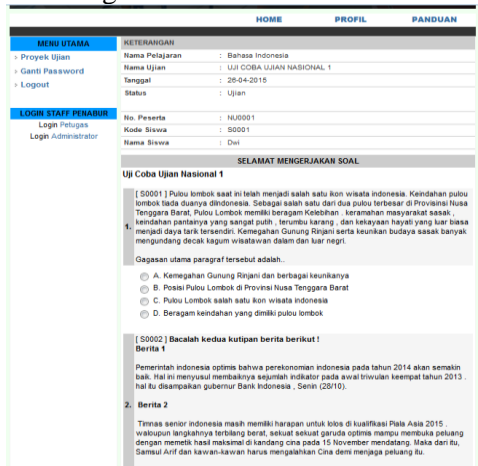 HOME PROFIL PANDUAN
MENU UTAMA
› Proyek Ujian
› Ganti Password
› Logout
LOGIN STAFF PENABUR
Login Petugas
Login Administrator
KETERANGAN
Nama Pelajaran : Bahasa Indonesia
Nama Ujian : UJI COBA UJIAN NASIONAL 1
Tanggal : 26-04-2015
Status : Ujian
No. Peserta : NU0001
Kode Siswa : S0001
Nama Siswa : Dwi
SELAMAT MENGERJAKAN SOAL
Uji Coba Ujian Nasional 1
[ S0001 ] Pulou lombok saat ini telah menjadi salah satu ikon wisata indonesia. Keindahan pulou
lombok tiada duanya diIndonesia. Sebagai salah satu dari dua pulou terbesar di Provisinsi Nusa
Tenggara Barat, Pulou Lombok memiliki beragam Kelebihan . keramahan masyarakat sasak ,
keindahan pantainya yang sangat putih , terumbu karang , dan kekayaan hayati yang luar biasa
1. menjadi daya tarik tersendiri. Kemegahan Gunung Rinjani serta keunikan budaya sasak banyak
mengundang decak kagum wisatawan dalam dan luar negri.
Gagasan utama paragraf tersebut adalah..
A. Kemegahan Gunung Rinjani dan berbagai keunikanya
B. Posisi Pulou Lombok di Provinsi Nusa Tenggara Barat
C. Pulou Lombok salah satu ikon wisata indonesia
D. Beragam keindahan yang dimiliki pulou lombok
[ S0002 ] Bacalah kedua kutipan berita berikut !
Berita 1
Pemerintah indonesia optimis bahwa perekonomian indonesia pada tahun 2014 akan semakin
baik. Hal ini menyusul membaiknya sejumlah indikator pada awal triwulan keempat tahun 2013 .
hal itu disampaikan gubernur Bank Indonesia , Senin (28/10).
2. Berita 2
Timnas senior indonesia masih memiliki harapan untuk lolos di kualifikasi Piala Asia 2015 .
waloupun langkahnya terbilang berat, sekuat sekuat garuda optimis mampu membuka peluang
dengan memetik hasil maksimal di kandang cina pada 15 November mendatang. Maka dari itu,
Samsul Arif dan kawan-kawan harus mengalahkan Cina demi menjaga peluang itu.